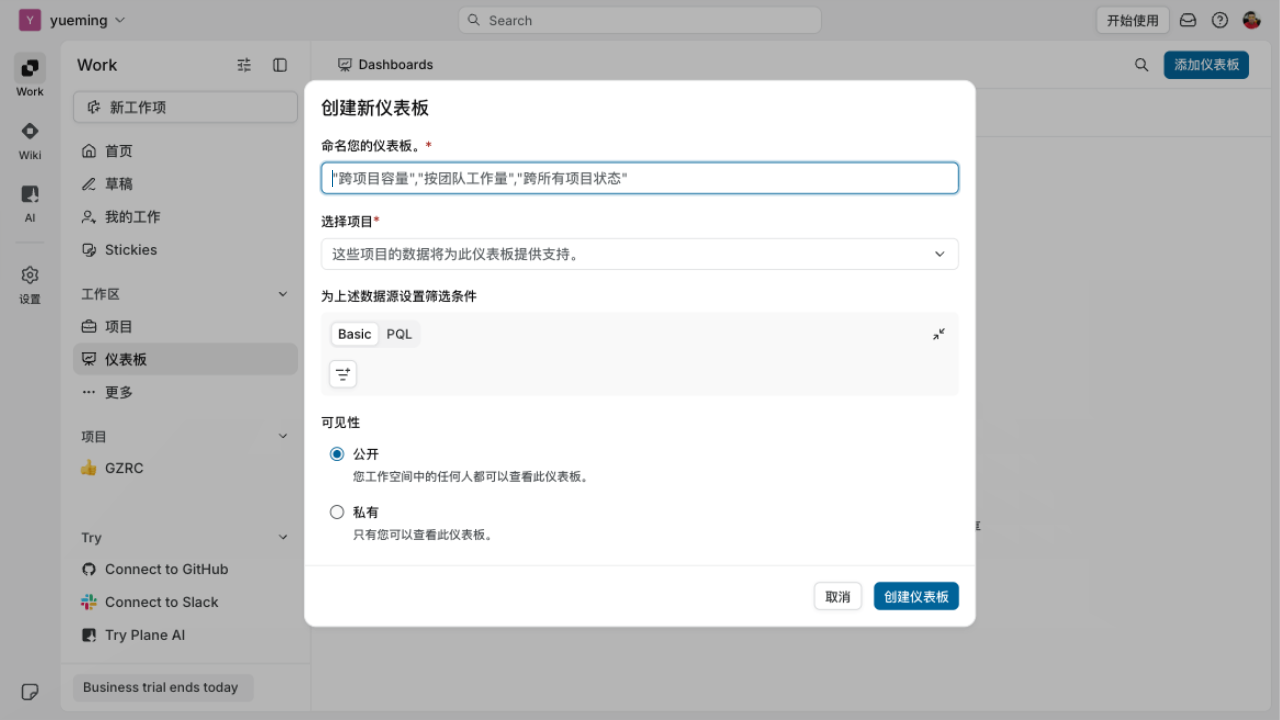 Y yueming
Search
开始使用
Work
Wiki
AI
设置
Work
新工作项
首页
草稿
我的工作
Stickies
工作区
项目
仪表板
更多
项目
GZRC
Try
Connect to GitHub
Connect to Slack
Try Plane AI
Business trial ends today
Dashboards
添加仪表板
创建新仪表板
命名您的仪表板。*
"跨项目容量","按团队工作量","跨所有项目状态"
选择项目*
这些项目的数据将为此仪表板提供支持。
为上述数据源设置筛选条件
Basic PQL
可见性
公开
您工作空间中的任何人都可以查看此仪表板。
私有
只有您可以查看此仪表板。
取消
创建仪表板